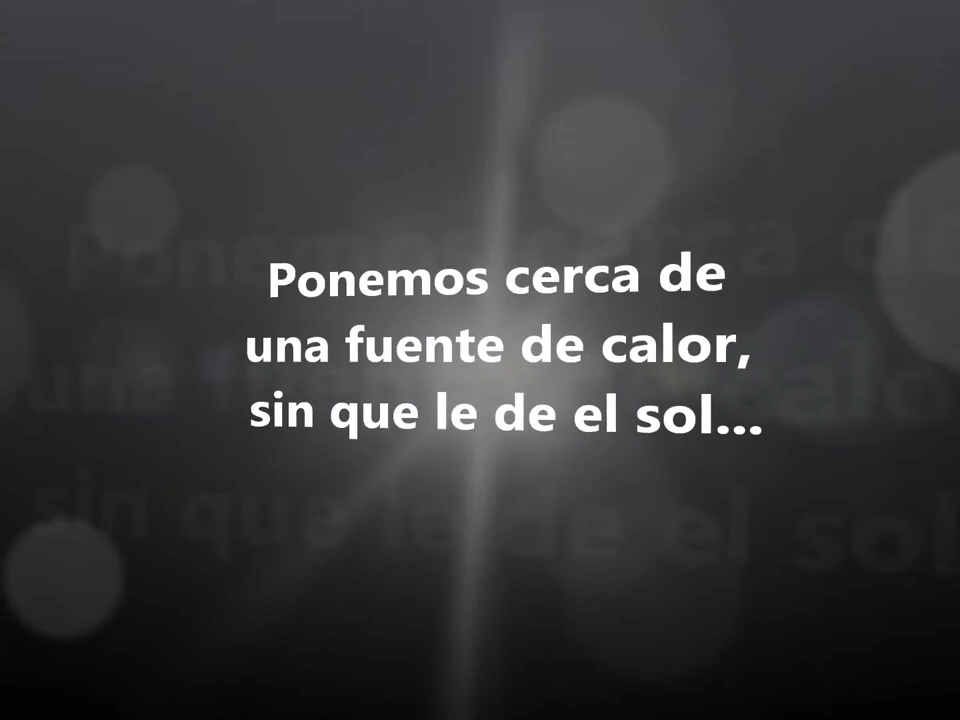 Ponemos cerca de
una fuente de calor,
sin que le de el sol...